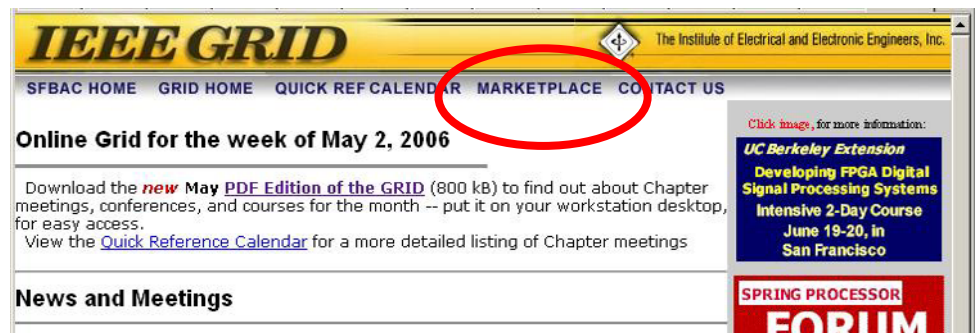 IEEE GRID
The Institute of Electrical and Electronic Engineers, Inc.
SFBAC HOME GRID HOME QUICK REF CALENDAR MARKETPLACE CONTACT US
Online Grid for the week of May 2, 2006
Download the new May PDF Edition of the GRID (800 kB) to find out about Chapter
meetings, conferences, and courses for the month -- put it on your workstation desktop,
for easy access.
View the Quick Reference Calendar for a more detailed listing of Chapter meetings
News and Meetings
Click image, for more information:
UC Berkeley Extension
Developing FPGA Digital
Signal Processing Systems
Intensive 2-Day Course
June 19-20, in
San Francisco
SPRING PROCESSOR
FORUM